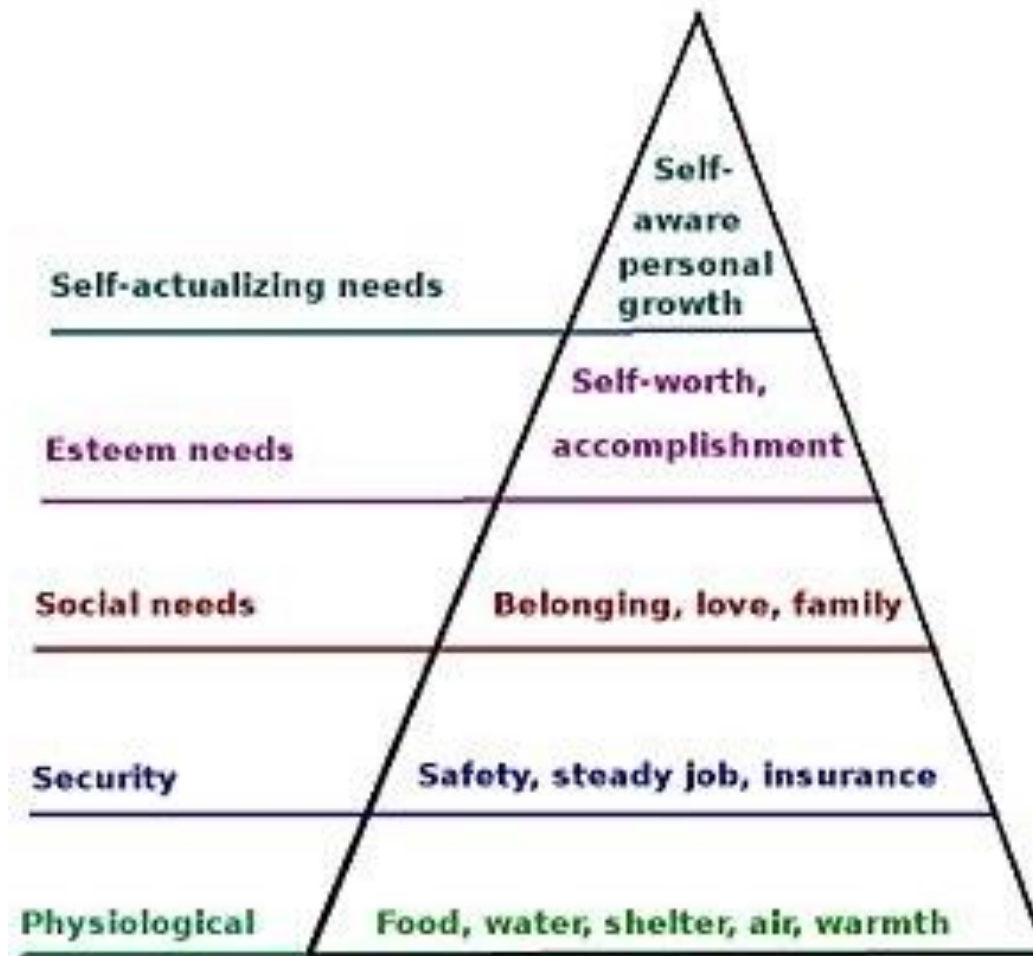 Self-
aware
personal
growth
Self-actualizing needs
Self-worth,
accomplishment
Esteem needs
Social needs
Belonging, love, family
Security
Safety, steady job, insurance
Physiological
Food, water, shelter, air, warmth